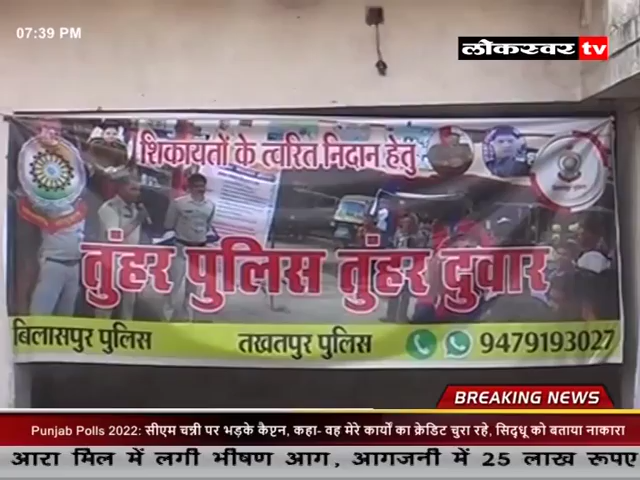 07:39 PM
लोकस्वर tv
शिकायतों के त्वरित निदान हेतु
तुंहर पुलिस तुंहर दुवार
बिलासपुर पुलिस तखतपुर पुलिस 9479193027
BREAKING NEWS
Punjab Polls 2022: सीएम चन्नी पर भड़के कैप्टन, कहा- वह मेरे कार्यों का क्रेडिट चुरा रहे, सिद्धू को बताया नाकारा
आरा मिल में लगी भीषण आग, आगजनी में 25 लाख रूपए